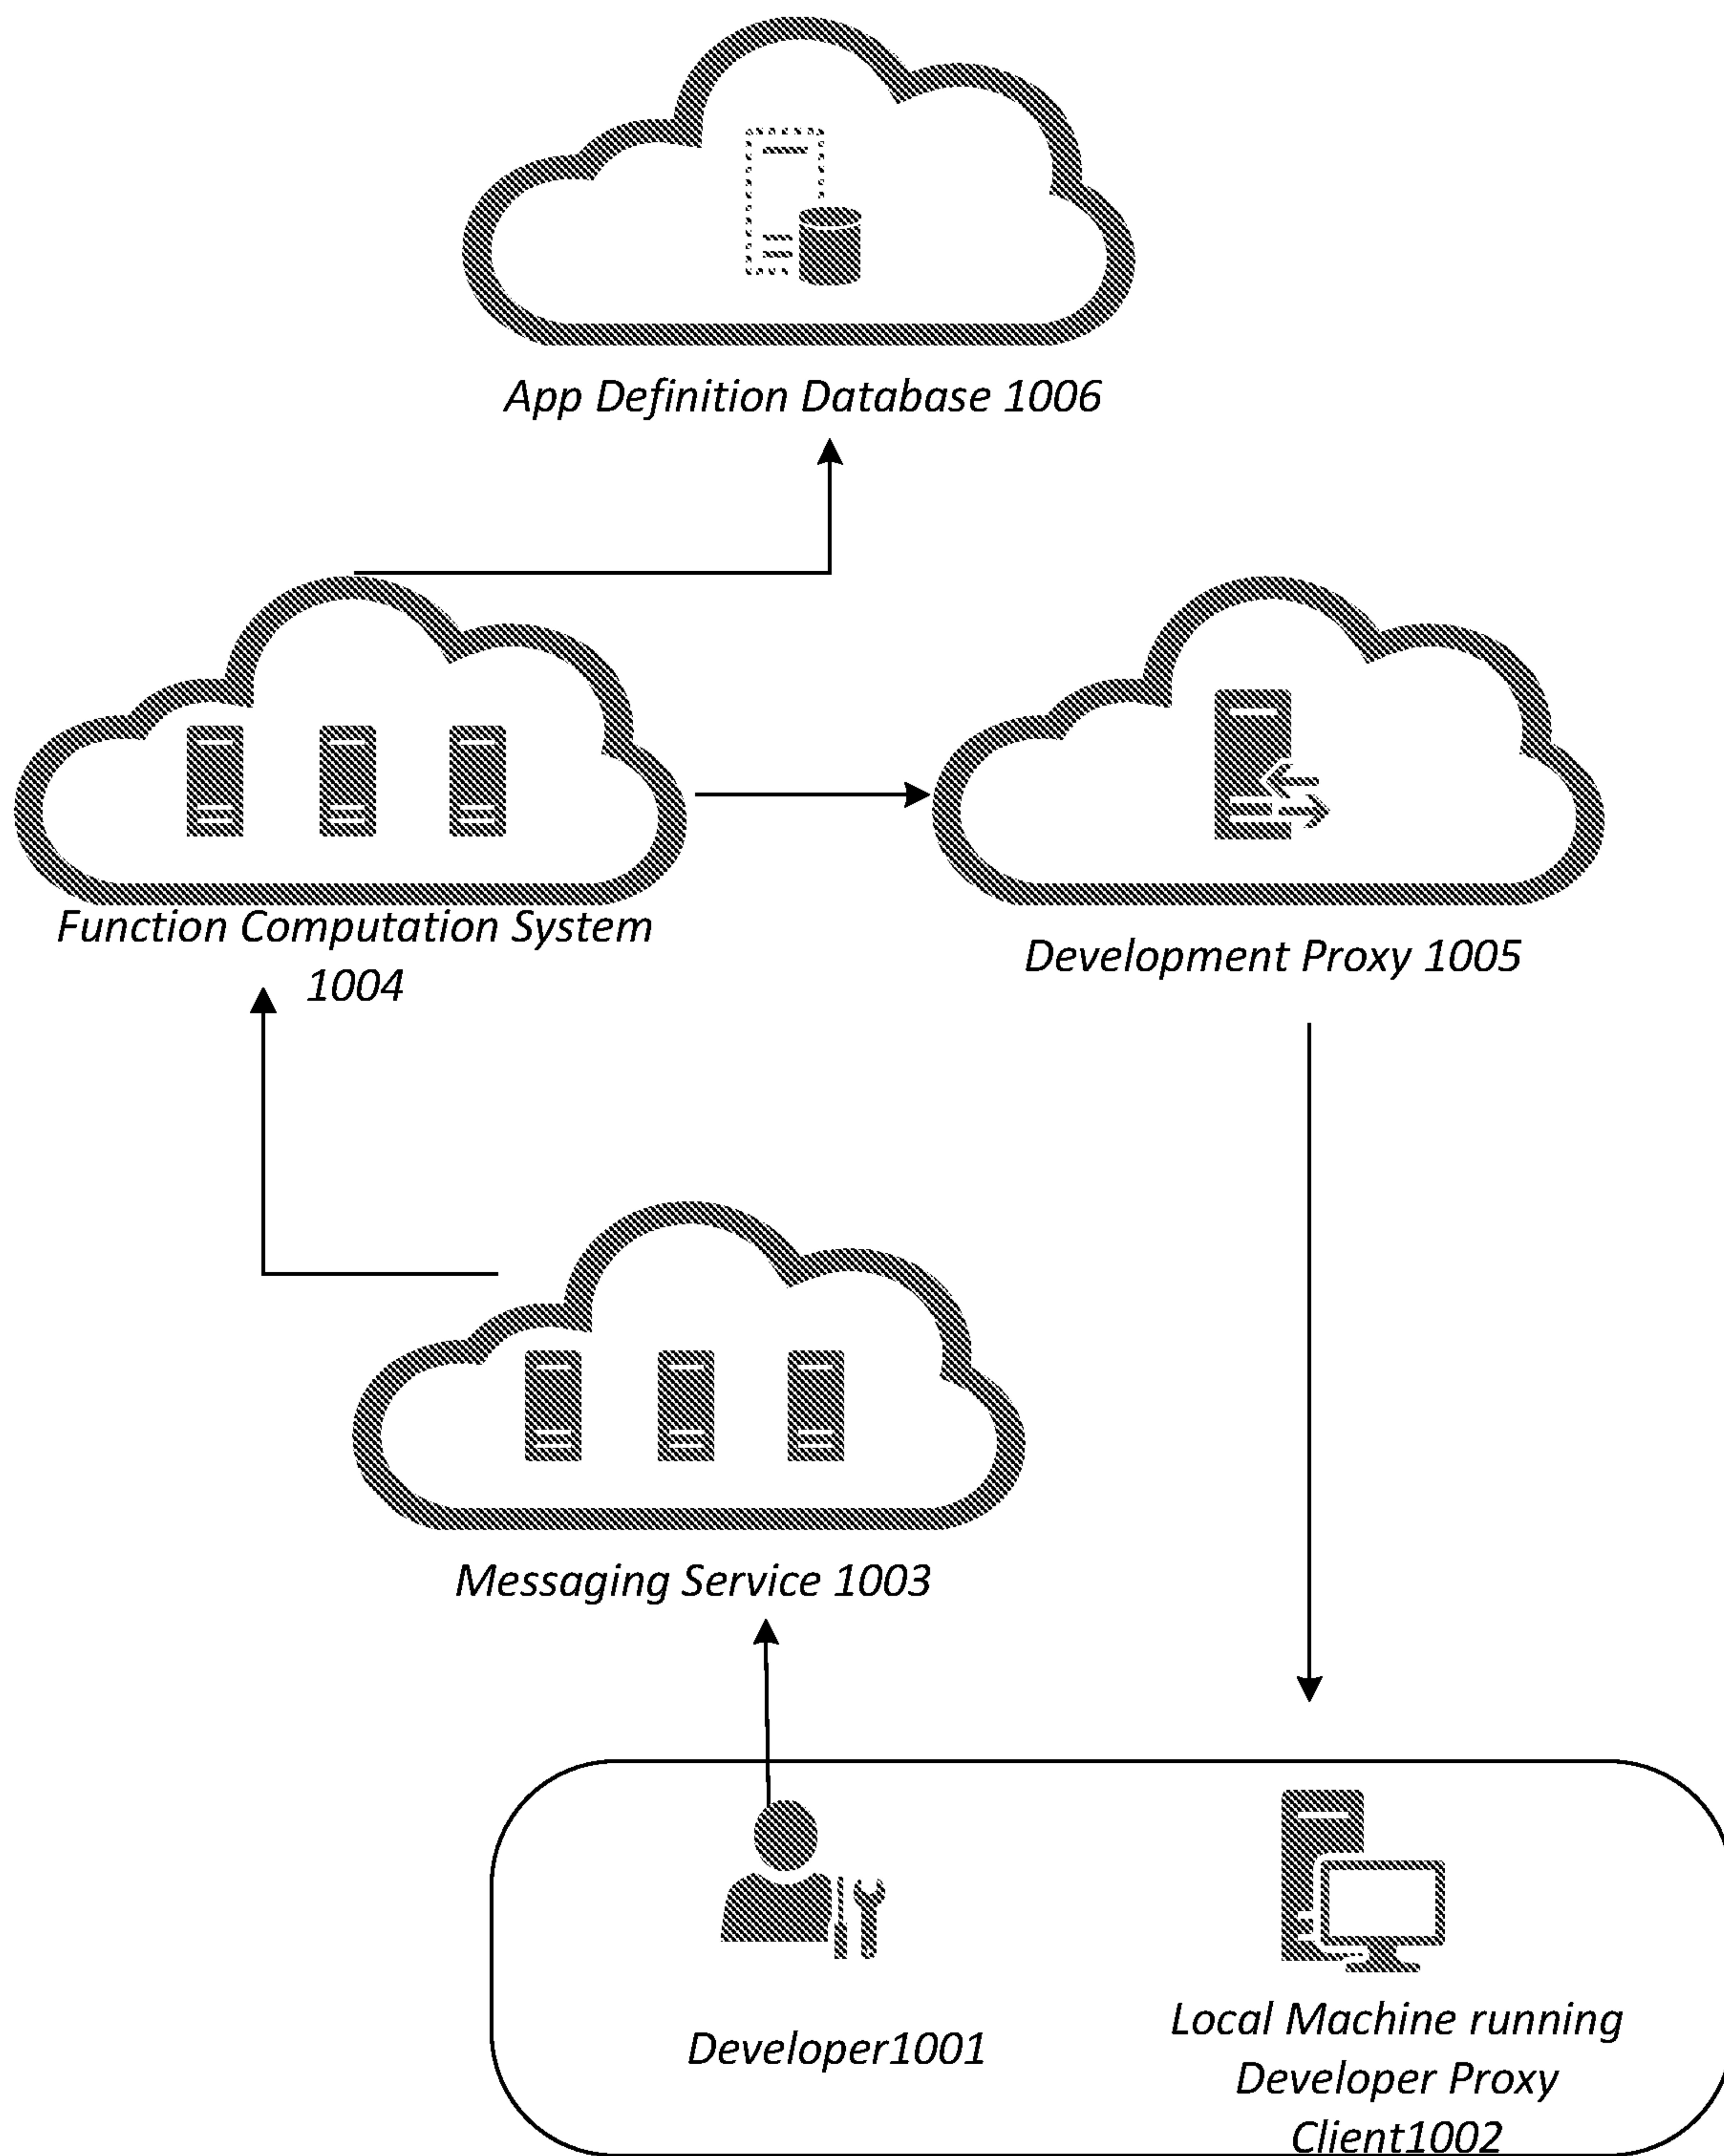 App Definition Database 1006
Function Computation System
1004
Development Proxy 1005
Messaging Service 1003
Developer1001
Local Machine running
Developer Proxy
Client1002